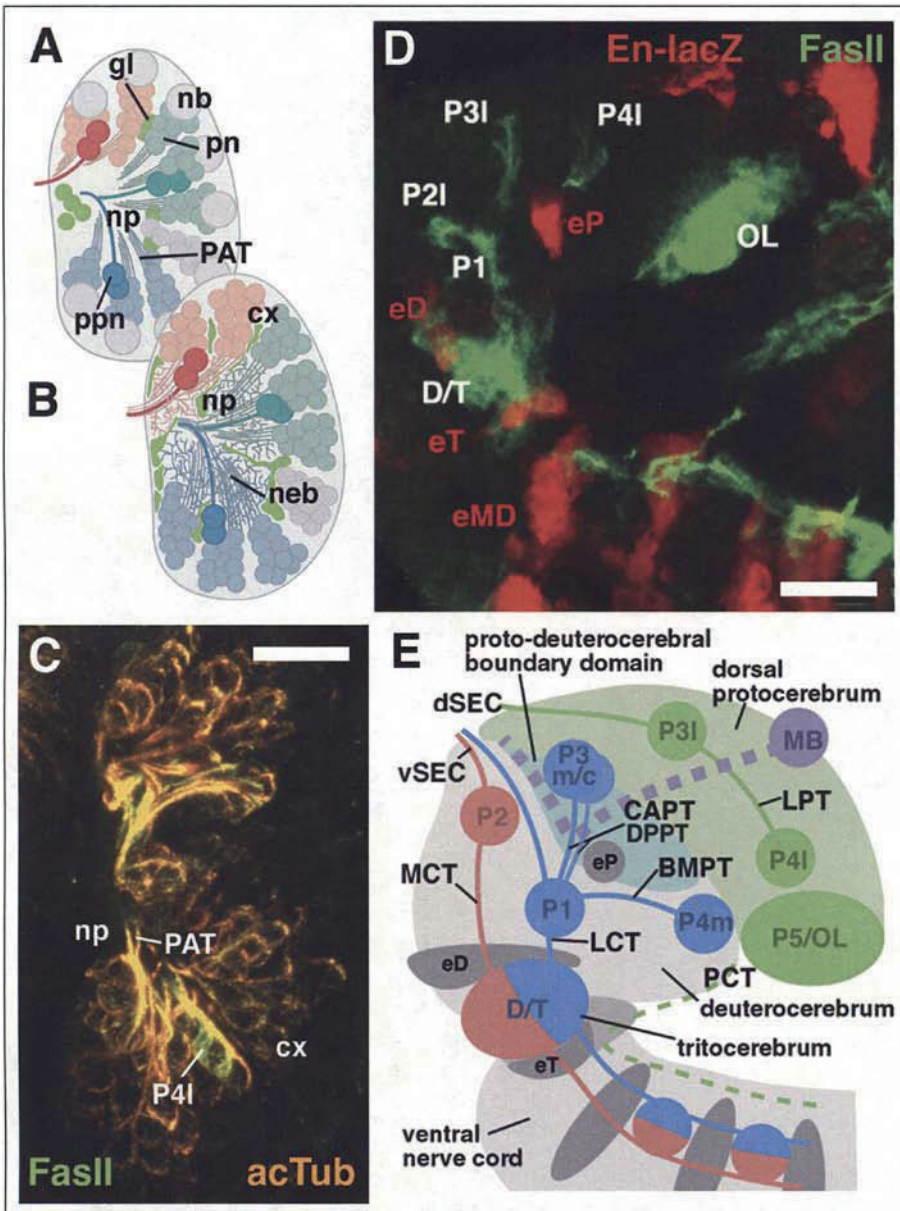 A
gl
nb
pn
np
PAT
ppn
cx
B
np
neb
C
np
PAT
cx
P4l
FasII
acTub
D
En-lacZ
FasII
P3l
P4l
P2l
eP
OL
P1
eD
D/T
eT
eMD
E
proto-deuterocerebral
boundary domain
dorsal
protocerebrum
dSEC
vSEC
P3
m/c
P3l
MB
P2
CAPT
DPPT
LPT
eP
BMPT
P4l
MCT
P1
P4m
P5/OL
LCT
eD
PCT
deuterocerebrum
D/T
tritocerebrum
eT
ventral
nerve cord